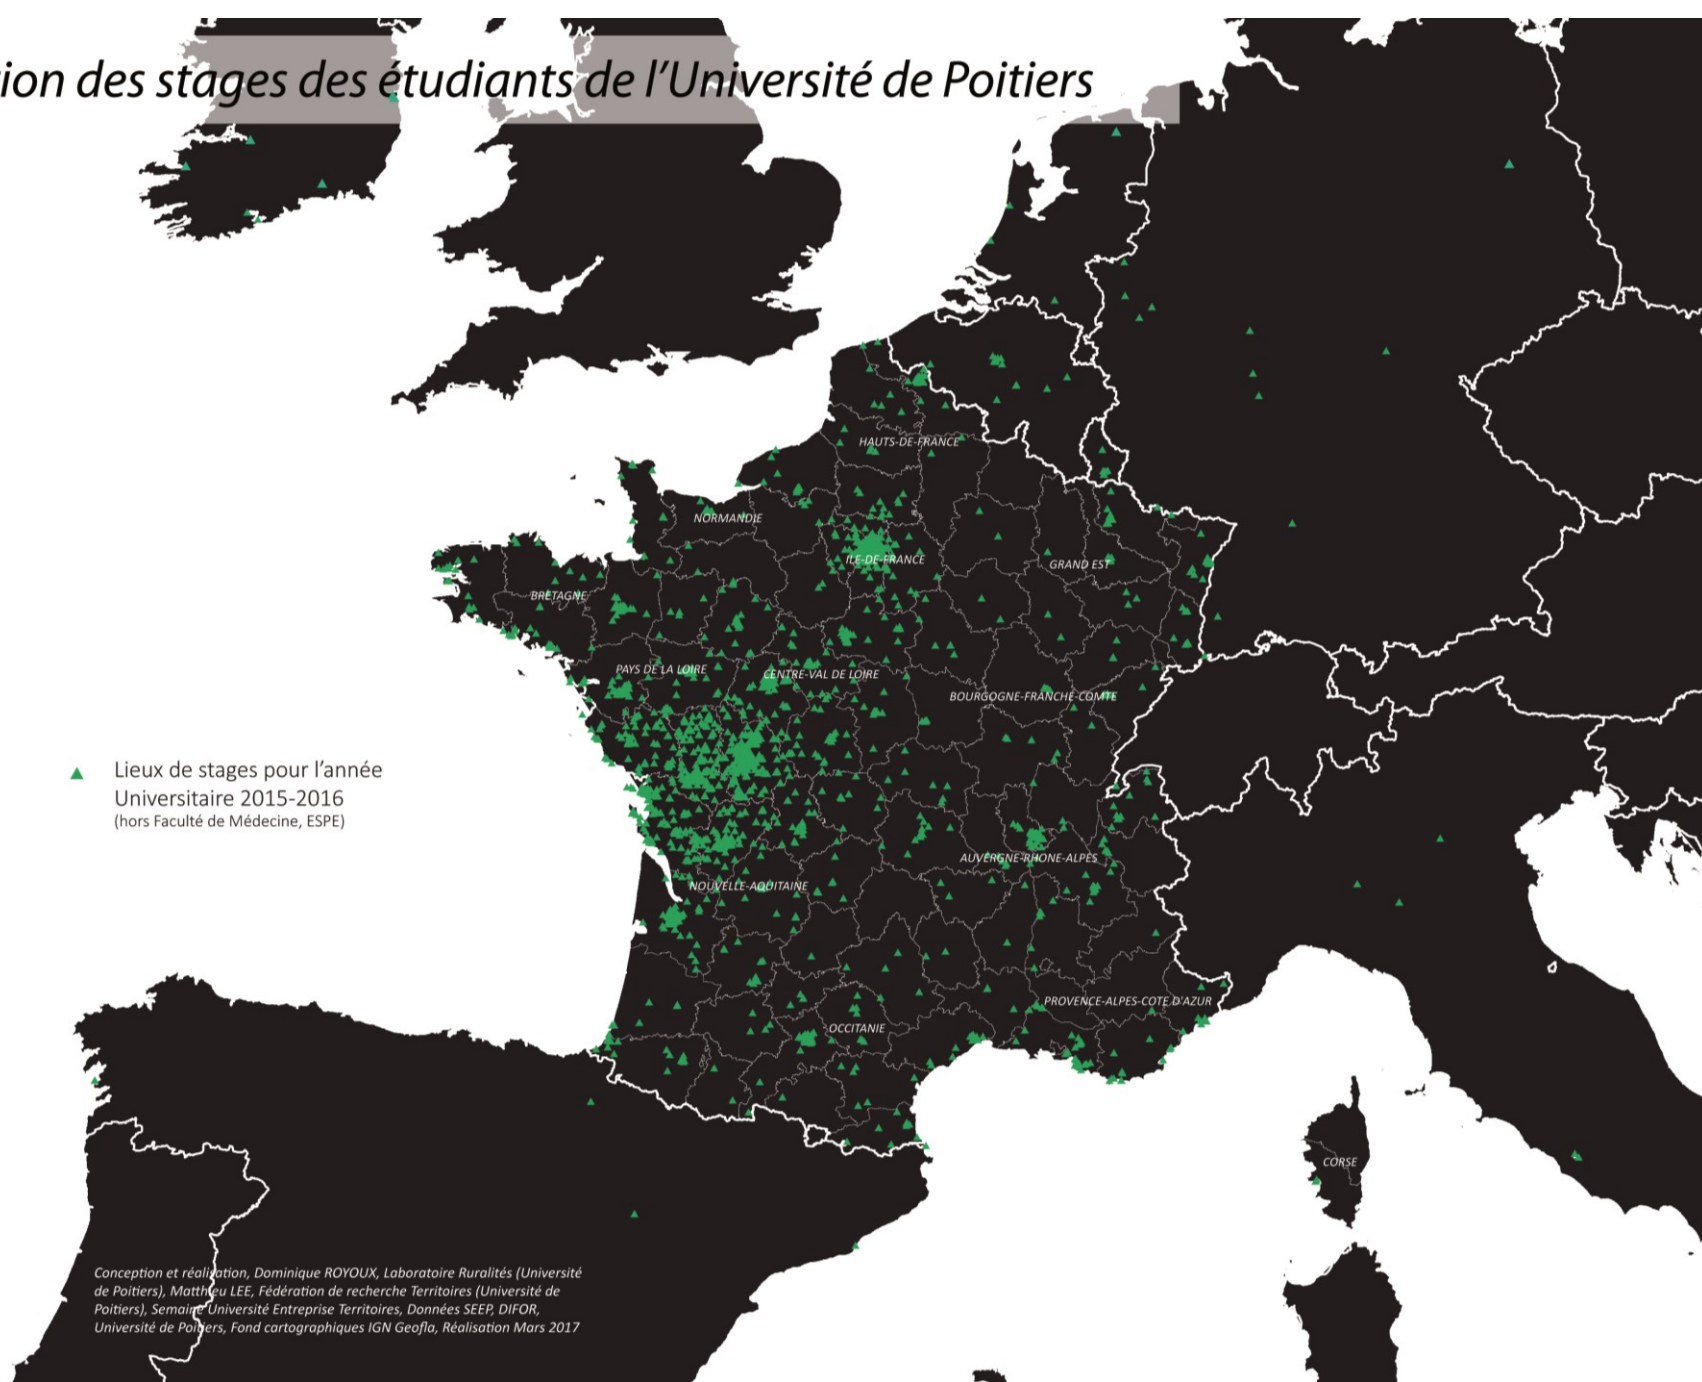 ion des stages des étudiants de l'Université de Poitiers
HAUTS-DE-FRANCE
NORMANDIE
ILE-DE-FRANCE
GRAND EST
BRETAGNE
PAYS DE LA LOIRE
CENTRE-VAL DE LOIRE
BOURGOGNE-FRANCHE-COMTE
Lieux de stages pour l'année
Universitaire 2015-2016
(hors Faculté de Médecine, ESPE)
AUVERGNE-RHONE-ALPES
NOUVELLE-AQUITAINE
PROVENCE-ALPES-COTE D'AZUR
OCCITANIE
CORSE
Conception et réalisation, Dominique ROYOUX, Laboratoire Ruralités (Université
de Poitiers), Matthieu LEE, Fédération de recherche Territoires (Université de
Poitiers), Semaine Université Entreprise Territoires, Données SEEP, DIFOR,
Université de Poitiers, Fond cartographiques IGN Geofla, Réalisation Mars 2017